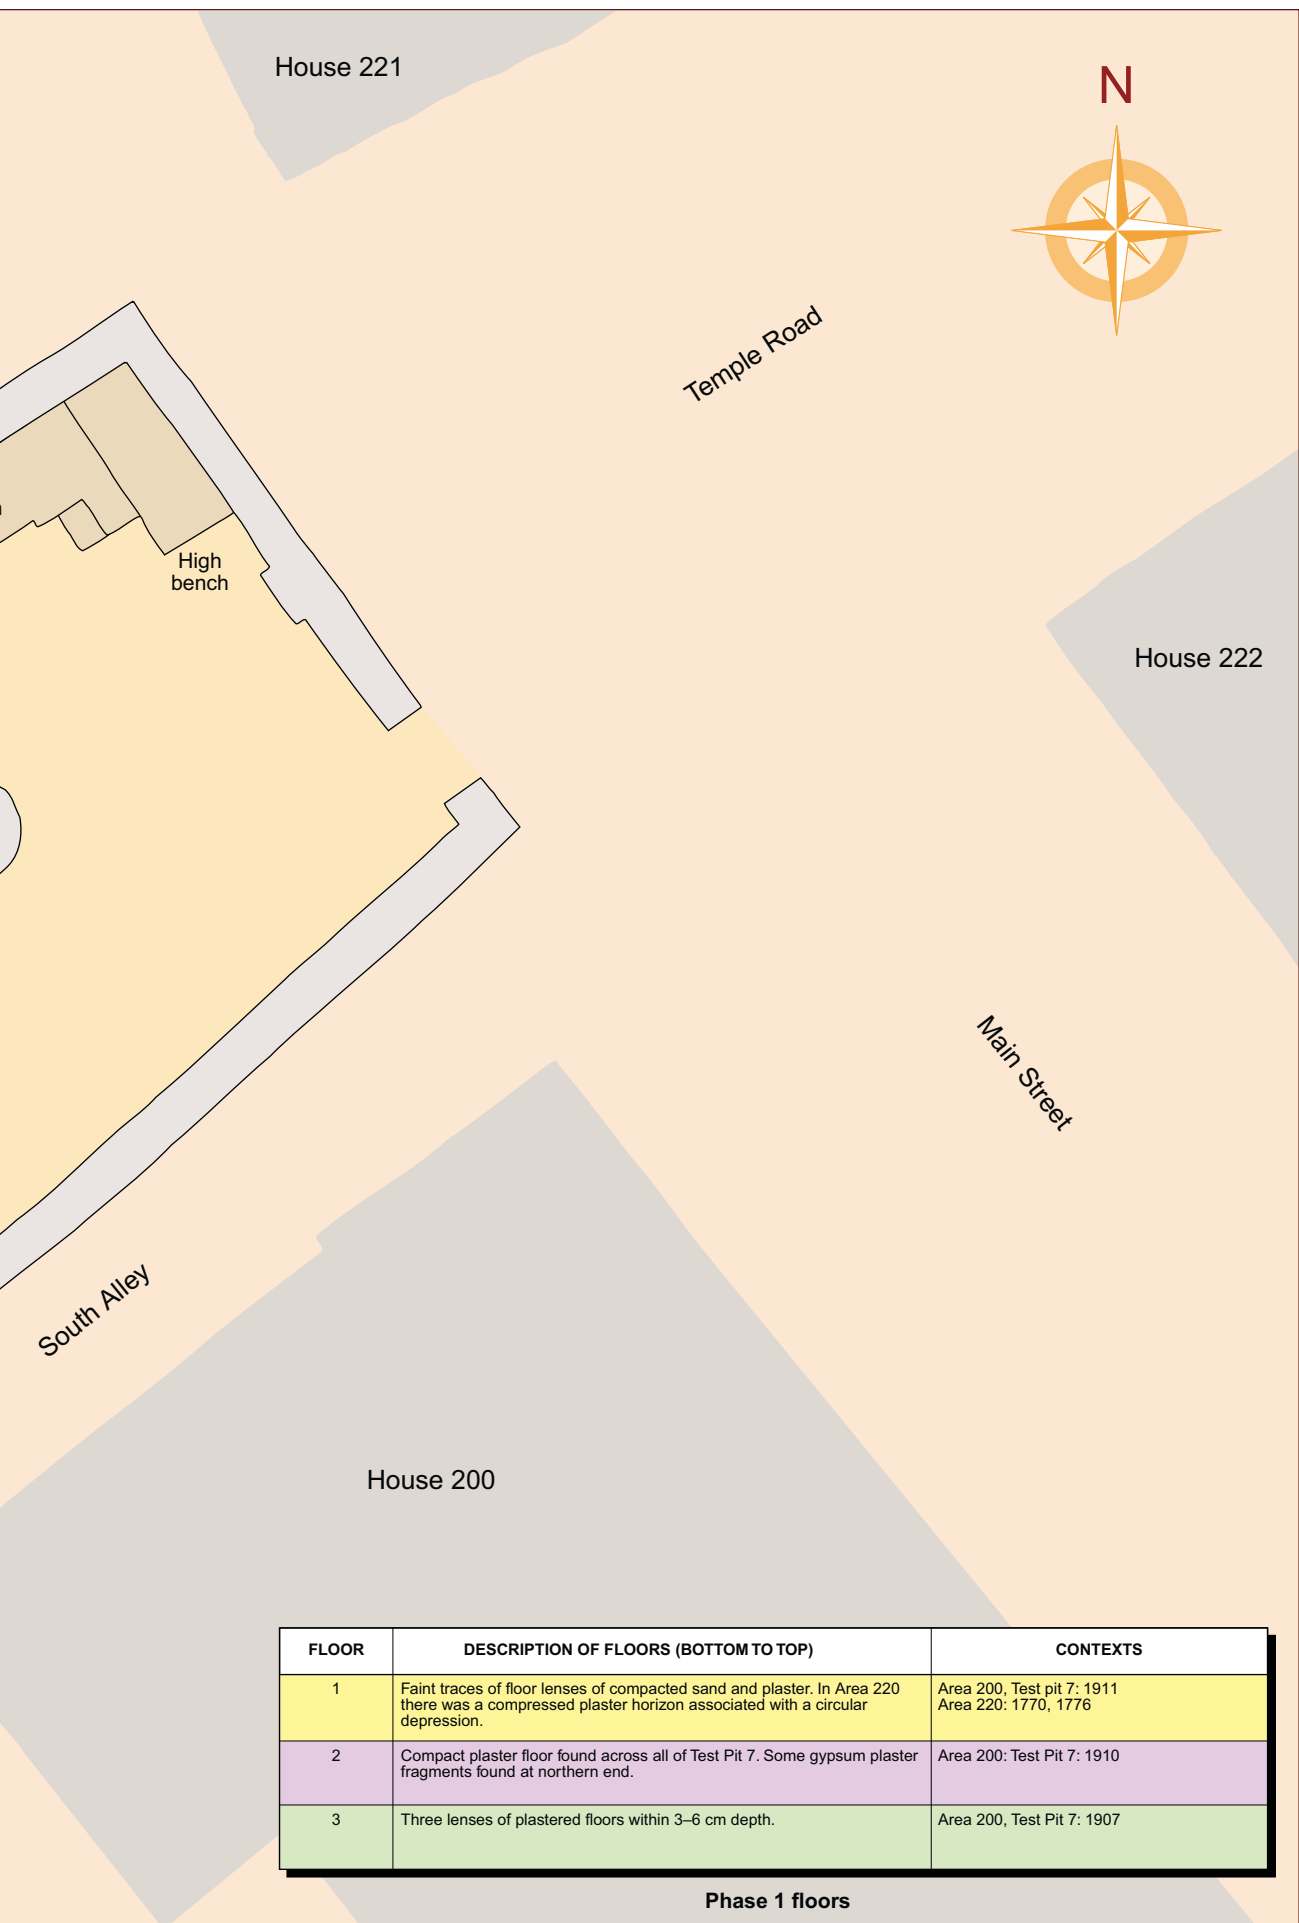 House 221
N
Temple Road
High
bench
House 222
Main Street
South Alley
House 200
FLOOR DESCRIPTION OF FLOORS (BOTTOM TO TOP) CONTEXTS
1 Faint traces of floor lenses of compacted sand and plaster. In Area 220 Area 200, Test pit 7: 1911
there was a compressed plaster horizon associated with a circular Area 220: 1770, 1776
depression.
2 Compact plaster floor found across all of Test Pit 7. Some gypsum plaster Area 200: Test Pit 7: 1910
fragments found at northern end.
3 Three lenses of plastered floors within 3–6 cm depth. Area 200, Test Pit 7: 1907
Phase 1 floors